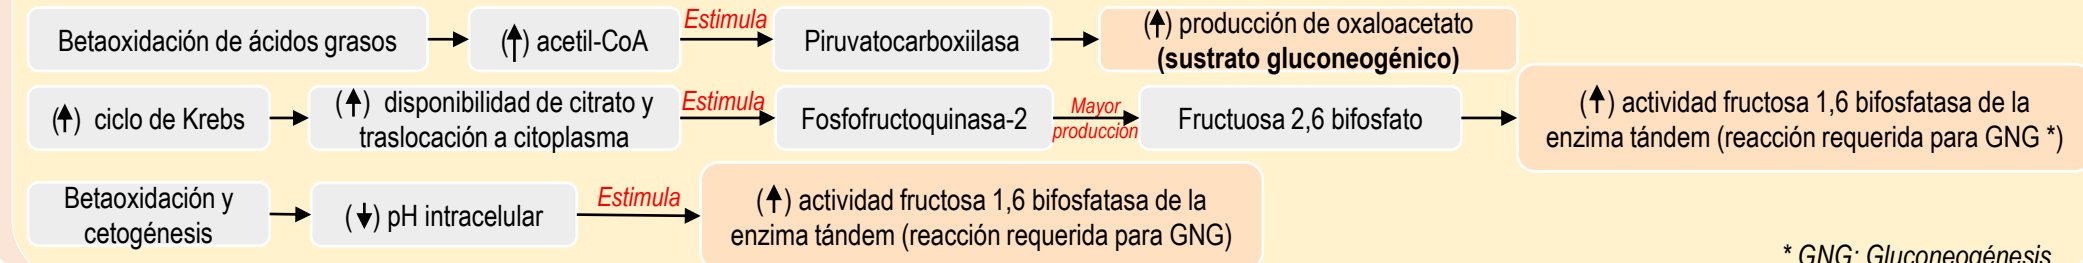 Betaoxidación de ácidos grasos
(↑) acetil-CoA
Estimula
Piruvatocarboxiilasa
(↑) producción de oxaloacetato
(sustrato gluconeogénico)
(↑) ciclo de Krebs
(↑) disponibilidad de citrato y
traslocación a citoplasma
Estimula
Fosfofructoquinasa-2
Mayor
producción
Fructuosa 2,6 bifosfato
(↑) actividad fructosa 1,6 bifosfatasa de la
enzima tándem (reacción requerida para GNG *)
Betaoxidación y
cetogénesis
(↓) pH intracelular
Estimula
(↑) actividad fructosa 1,6 bifosfatasa de la
enzima tándem (reacción requerida para GNG)
* GNG: Gluconeogénesis